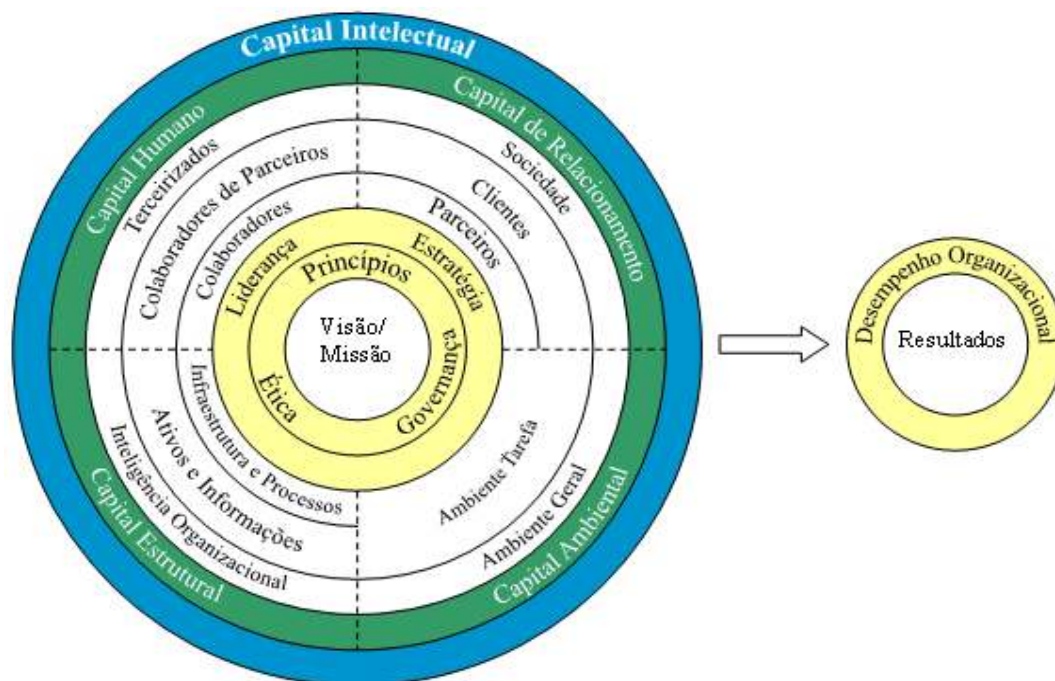 Capital Intelectual
Capital Humano
Capital de Relacionamento
Terceirizados
Colaboradores de Parceiros
Colaboradores
Sociedade
Clientes
Parceiros
Liderança
Estratégia
Princípios
Visão/
Missão
Ética
Governança
Infraestrutura e Processos
Ativos e Informações
Inteligência Organizacional
Capital Estrutural
Ambiente Tarefa
Ambiente Geral
Capital Ambiental
Desempenho Organizacional
Resultados